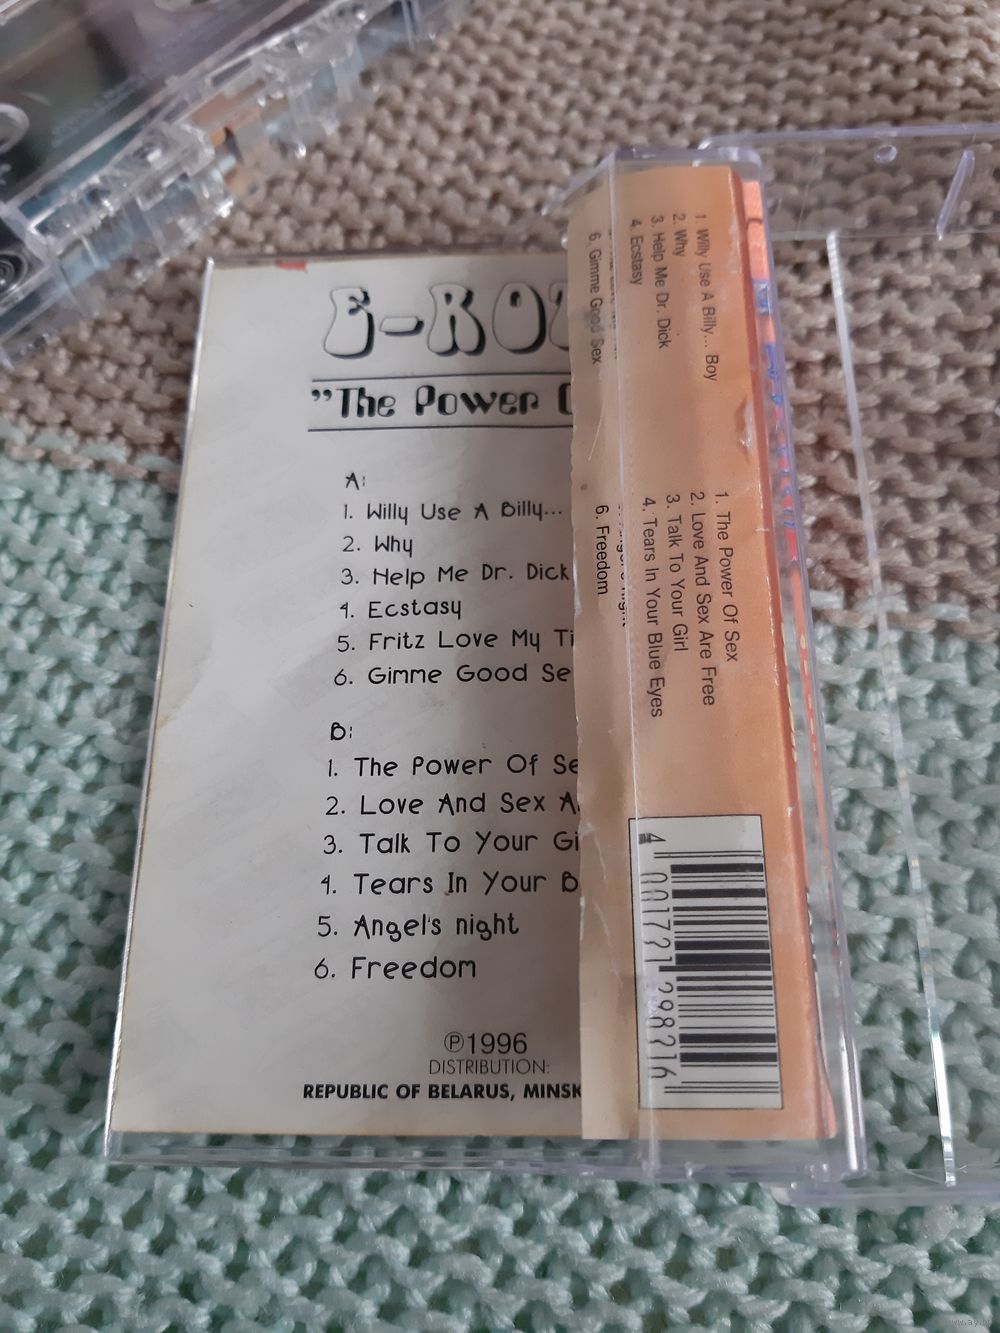 E-RO
"The Power
A:
1. Willy Use A Billy...
2. Why
3. Help Me Dr. Dick
4. Ecstasy
5. Fritz Love My Ti
6. Gimme Good Se
B:
1. The Power Of Se
2. Love And Sex A
3. Talk To Your Gi
4. Tears In Your B
5. Angel's night
6. Freedom
℗1996
DISTRIBUTION:
REPUBLIC OF BELARUS, MINSK
1. Willy Use A Billy... Boy
2. Why
3. Help Me Dr. Dick
4. Ecstasy
6. Gimme Good Sex
1. The Power Of Sex
2. Love And Sex Are Free
3. Talk To Your Girl
4. Tears In Your Blue Eyes
6. Freedom